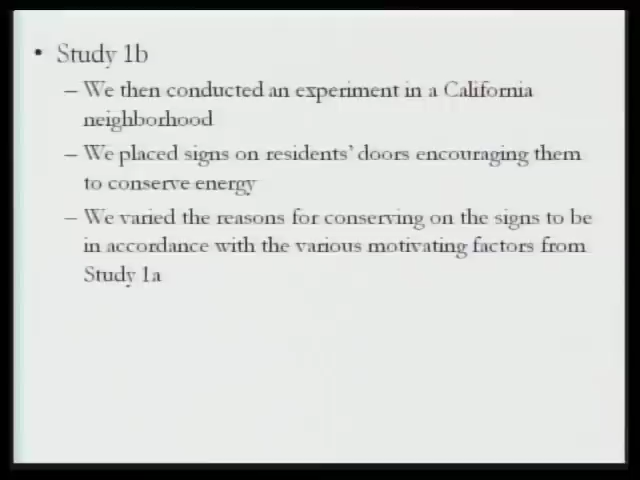 • Study 1b
– We then conducted an experiment in a California
neighborhood
– We placed signs on residents' doors encouraging them
to conserve energy
– We varied the reasons for conserving on the signs to be
in accordance with the various motivating factors from
Study 1a